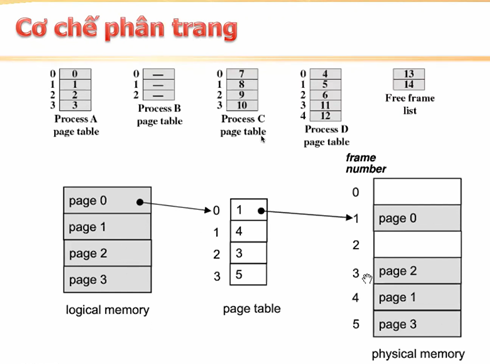 Cơ chế phân trang
0 0
1 1
2 2
3 3
Process A
page table
0 —
1 —
2 —
Process B
page table
0 7
1 8
2 9
3 10
Process C
page table
0 4
1 5
2 6
3 11
4 12
Process D
page table
13
14
Free frame
list
page 0
page 1
page 2
page 3
logical memory
0 1
1 4
2 3
3 5
page table
frame
number
0
1 page 0
2
3 page 2
4 page 1
5 page 3
physical memory